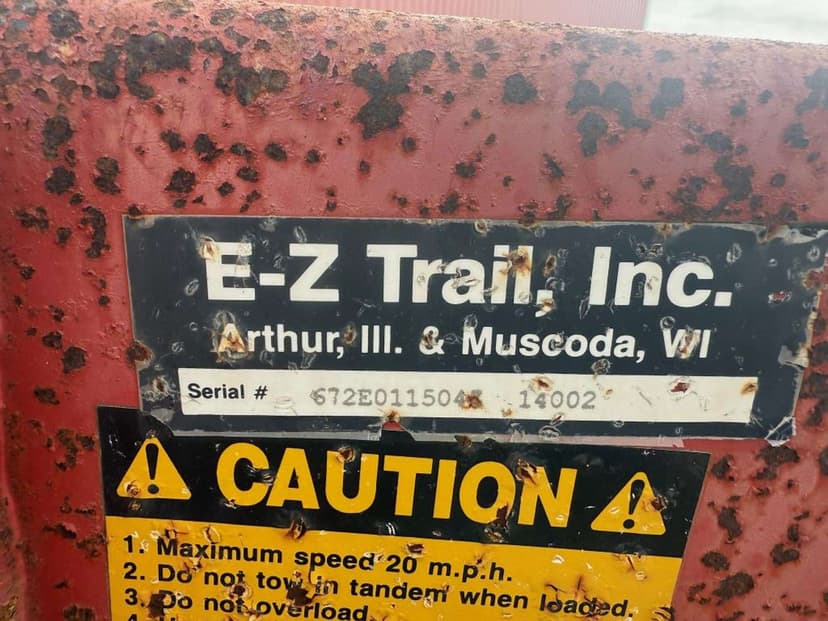 E-Z Trail, Inc.
Arthur, Ill. & Muscoda, WI
Serial # 14002
CAUTION
1. Maximum speed 20 m.p.h.
2. Do not tow in tandem when loaded.
3. Do not overload
4.